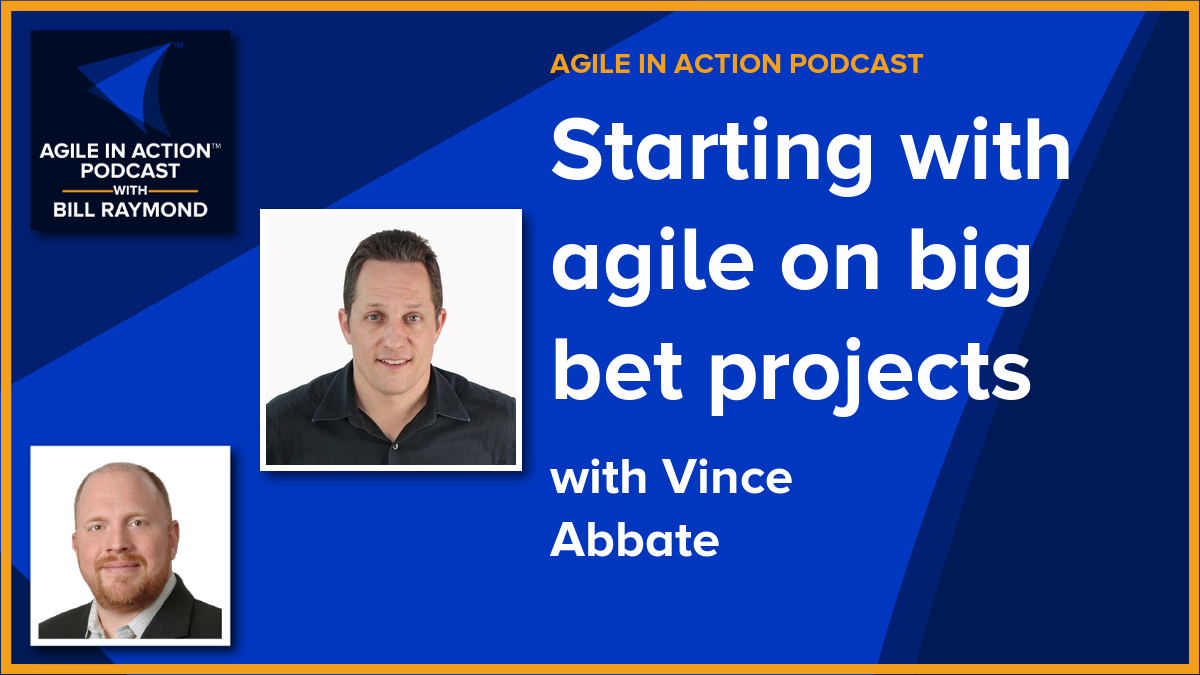 AGILE IN ACTION™
PODCAST
WITH
BILL RAYMOND
AGILE IN ACTION PODCAST
Starting with
agile on big
bet projects
with Vince
Abbate